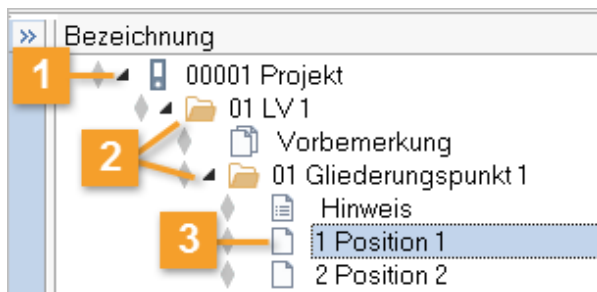 » Bezeichnung
1 00001 Projekt
01 LV 1
2 Vorbemerkung
01 Gliederungspunkt 1
Hinweis
3 1 Position 1
2 Position 2